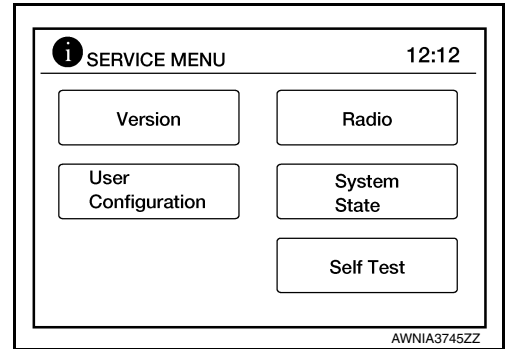 i SERVICE MENU 12:12
Version
Radio
User
Configuration
System
State
Self Test
AWNIA3745ZZ